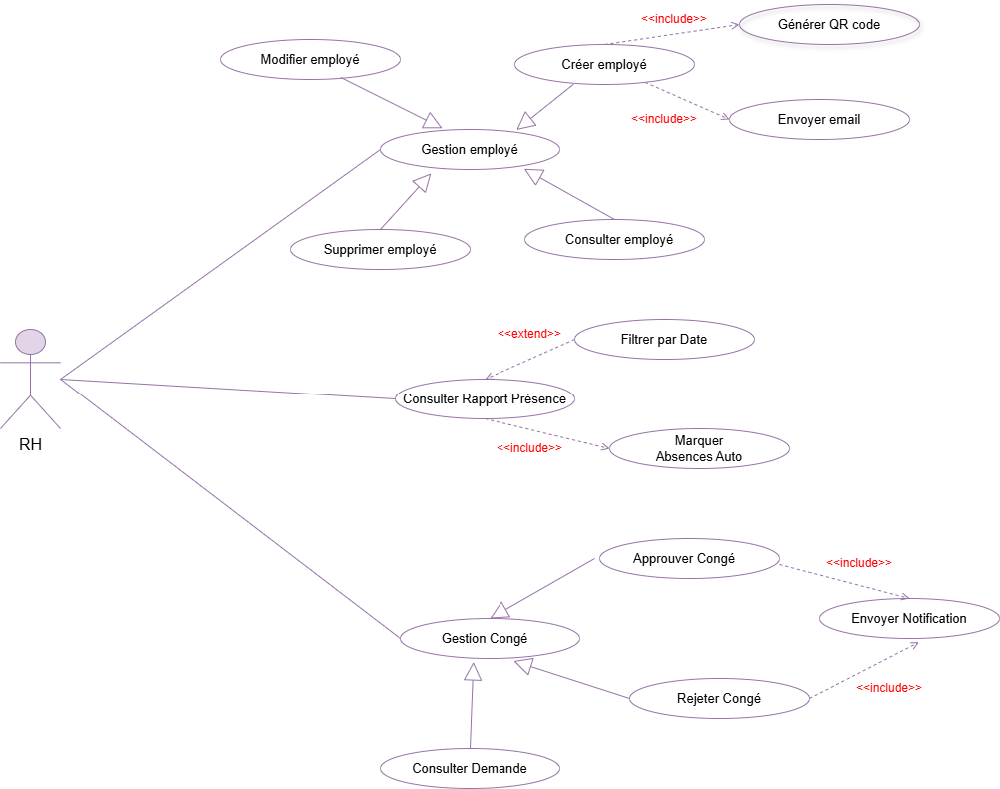 <<include>>
Générer QR code
Modifier employé
Créer employé
<<include>>
Envoyer email
Gestion employé
Supprimer employé
Consulter employé
<<extend>>
Filtrer par Date
Consulter Rapport Présence
<<include>>
Marquer
Absences Auto
RH
Approuver Congé
<<include>>
Envoyer Notification
Gestion Congé
<<include>>
Rejeter Congé
Consulter Demande